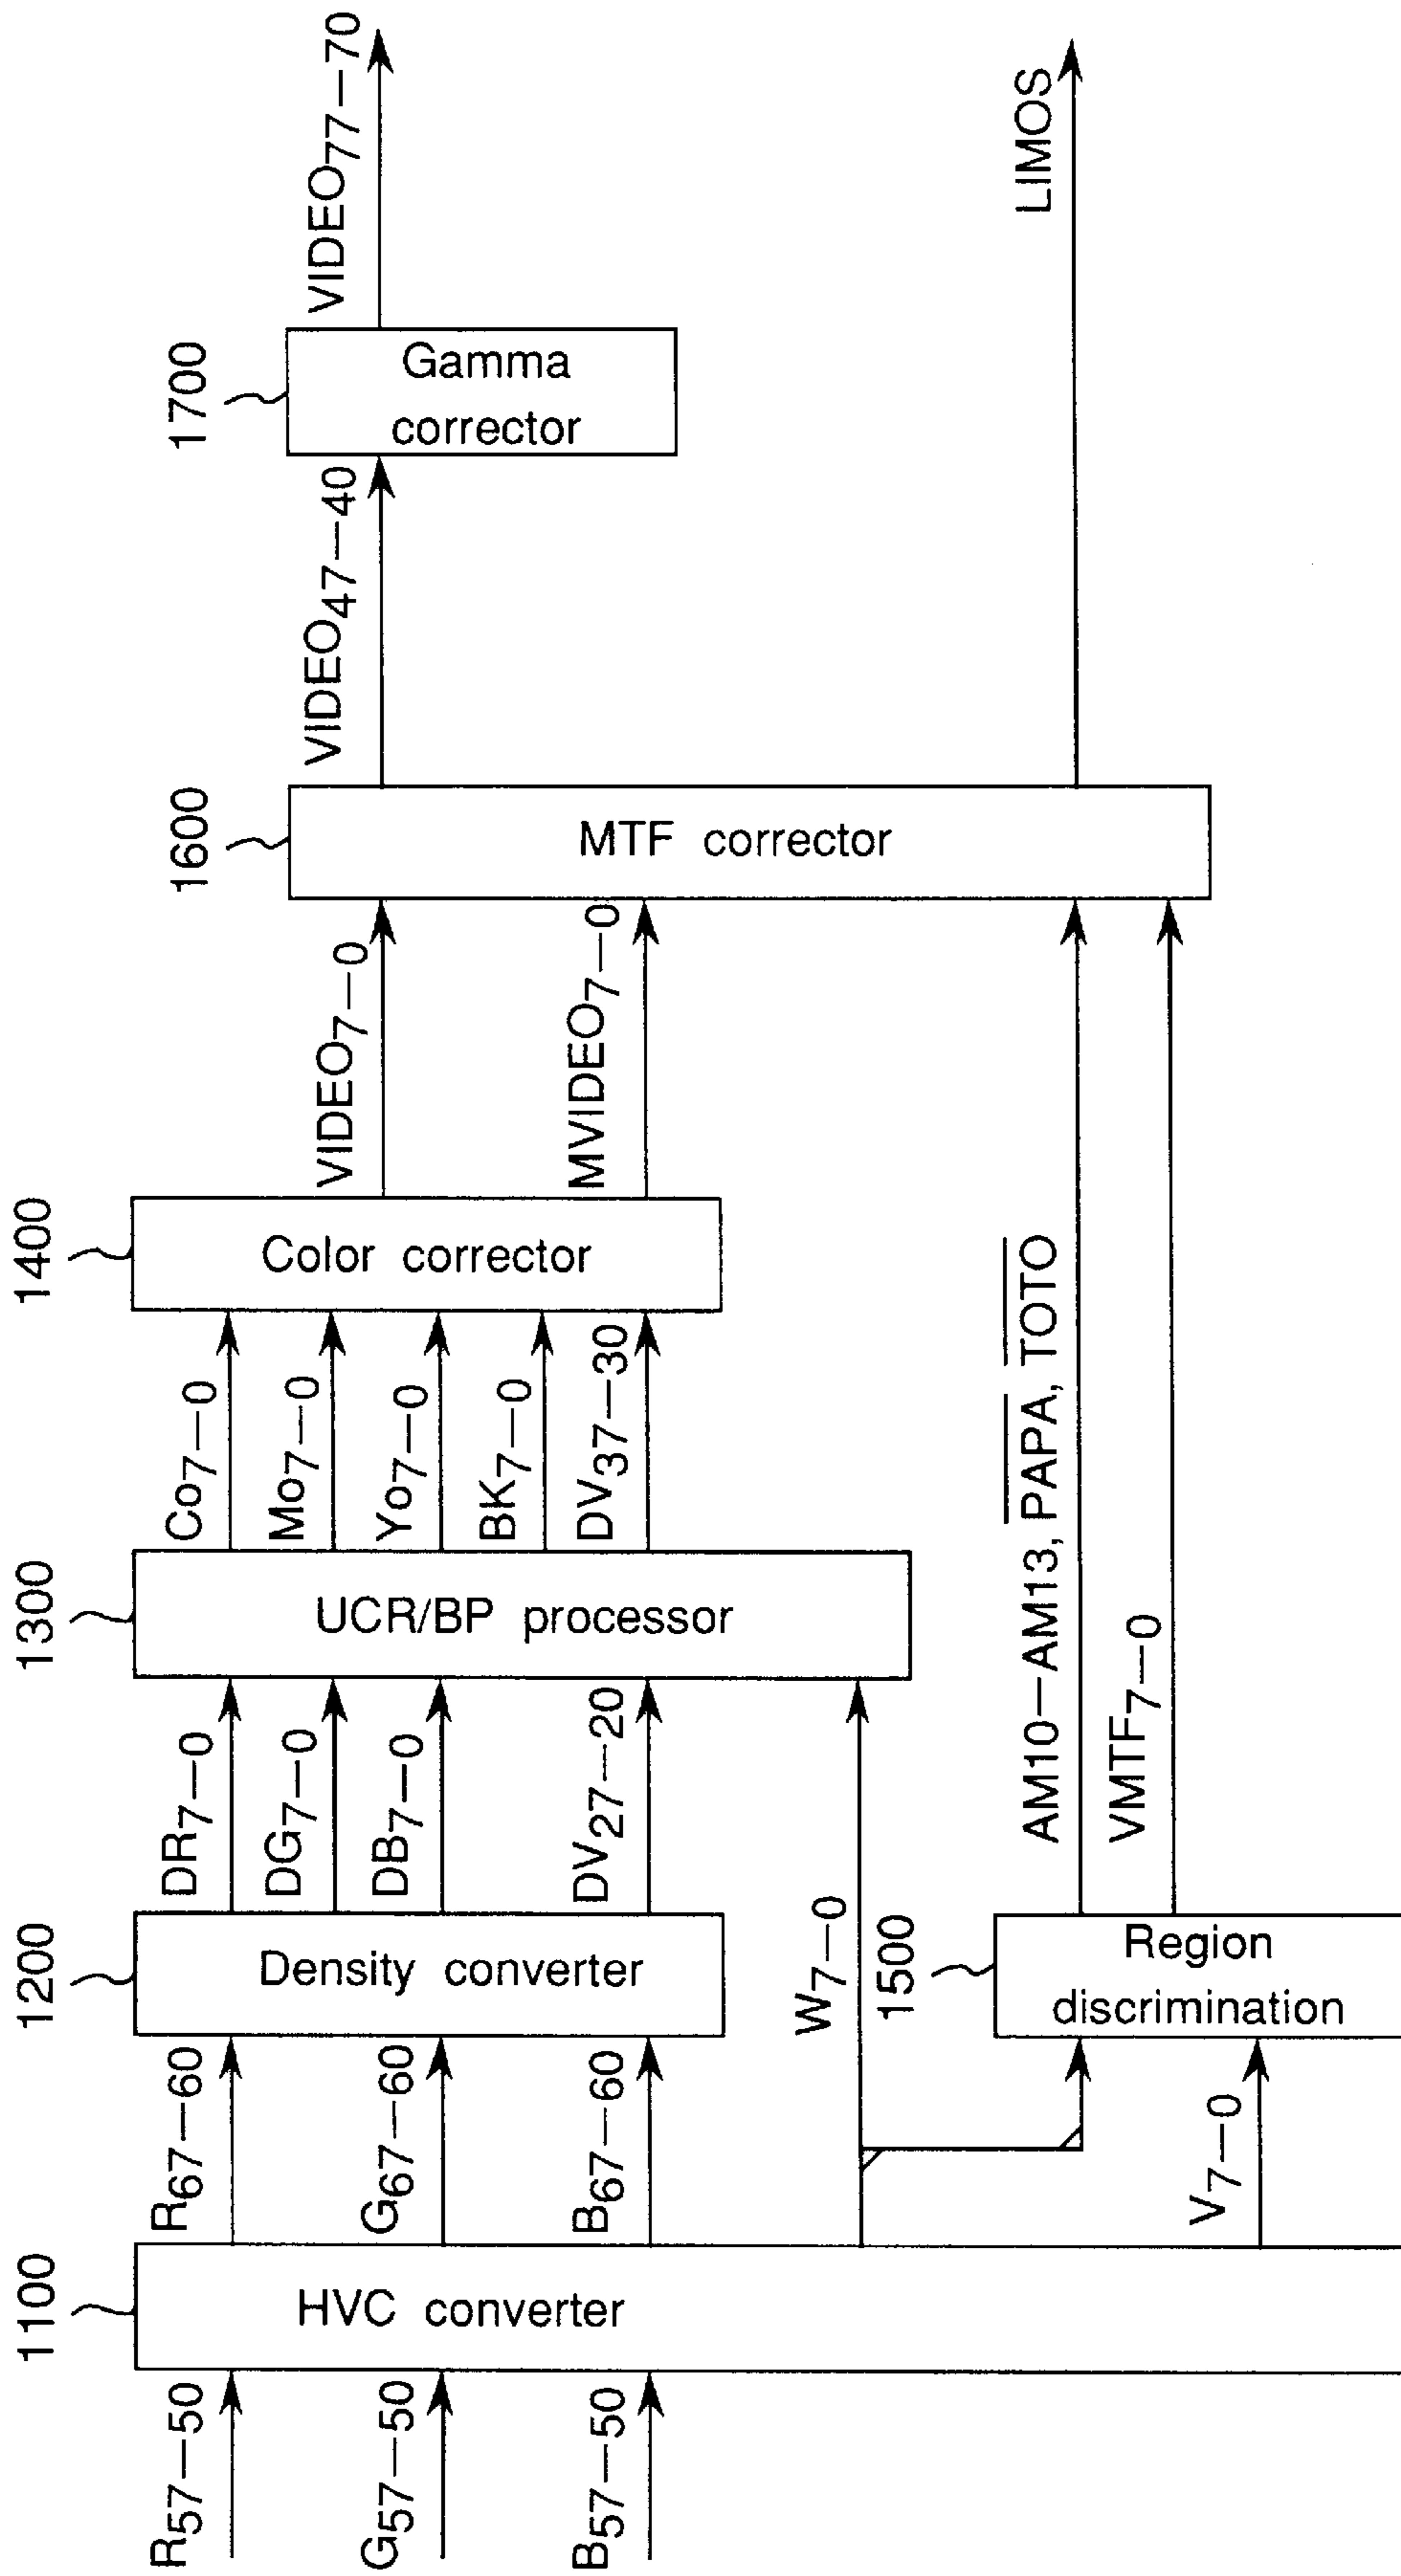 R57—50
G57—50
B57—50
1100
HVC converter
R67—60
G67—60
B67—60
W7—0
V7—0
1200
Density converter
1500
Region
discrimination
DR7—0
DG7—0
DB7—0
DV27—20
1300
UCR/BP processor
Co7—0
Mo7—0
Yo7—0
BK7—0
DV37—30
AM10—AM13, PAPA, TOTO
VMTF7—0
1400
Color corrector
VIDEO7—0
MVIDEO7—0
1600
MTF corrector
VIDEO47—40
1700
Gamma
corrector
VIDEO77—70
LIMOS